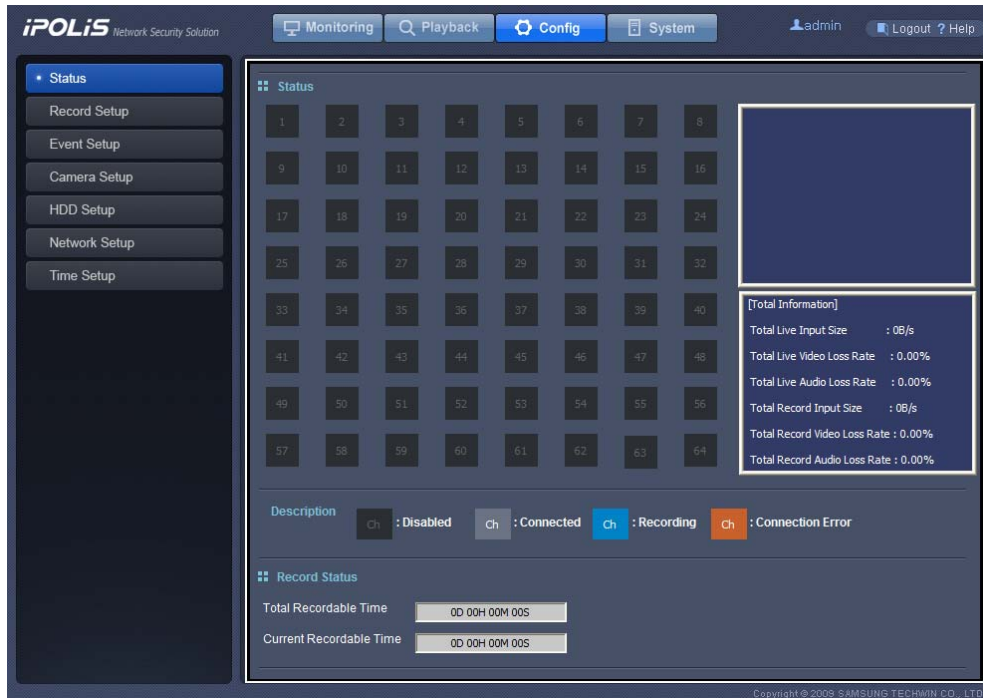 iPOLiS Network Security Solution
Monitoring
Playback
Config
System
admin
Logout
? Help
Status
Record Setup
Event Setup
Camera Setup
HDD Setup
Network Setup
Time Setup
Status
1 2 3 4 5 6 7 8
9 10 11 12 13 14 15 16
17 18 19 20 21 22 23 24
25 26 27 28 29 30 31 32
33 34 35 36 37 38 39 40
41 42 43 44 45 46 47 48
49 50 51 52 53 54 55 56
57 58 59 60 61 62 63 64
[Total Information]
Total Live Input Size : 0B/s
Total Live Video Loss Rate : 0.00%
Total Live Audio Loss Rate : 0.00%
Total Record Input Size : 0B/s
Total Record Video Loss Rate : 0.00%
Total Record Audio Loss Rate : 0.00%
Description
Ch : Disabled
Ch : Connected
Ch : Recording
Ch : Connection Error
Record Status
Total Recordable Time 0D 00H 00M 00S
Current Recordable Time 0D 00H 00M 00S
Copyright © 2009 SAMSUNG TECHWIN CO., LTD